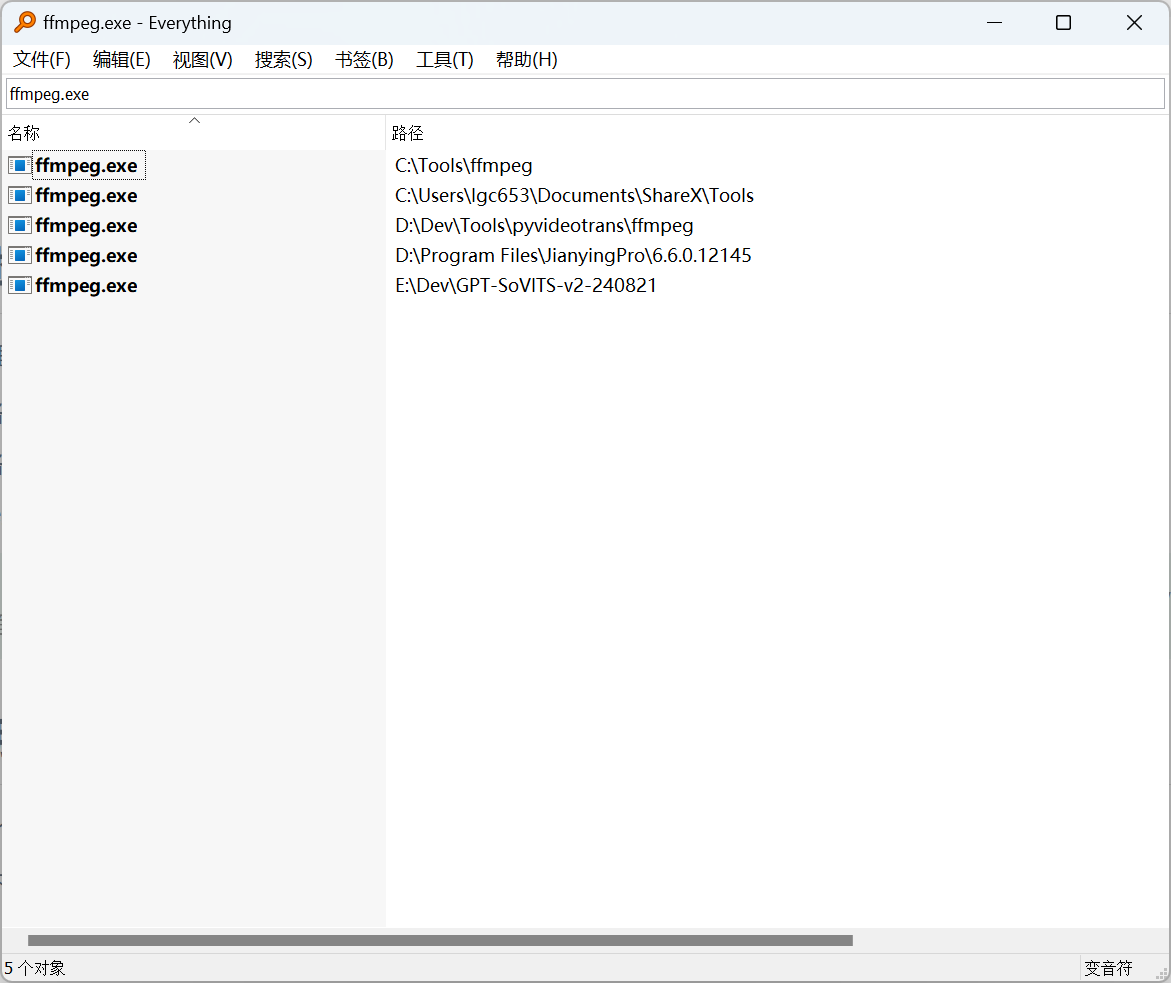 ffmpeg.exe - Everything
文件(F) 编辑(E) 视图(V) 搜索(S) 书签(B) 工具(T) 帮助(H)
ffmpeg.exe
名称 路径
ffmpeg.exe C:\Tools\ffmpeg
ffmpeg.exe C:\Users\lgc653\Documents\ShareX\Tools
ffmpeg.exe D:\Dev\Tools\pyvideotrans\ffmpeg
ffmpeg.exe D:\Program Files\JianyingPro\6.6.0.12145
ffmpeg.exe E:\Dev\GPT-SoVITS-v2-240821
5 个对象 变音符